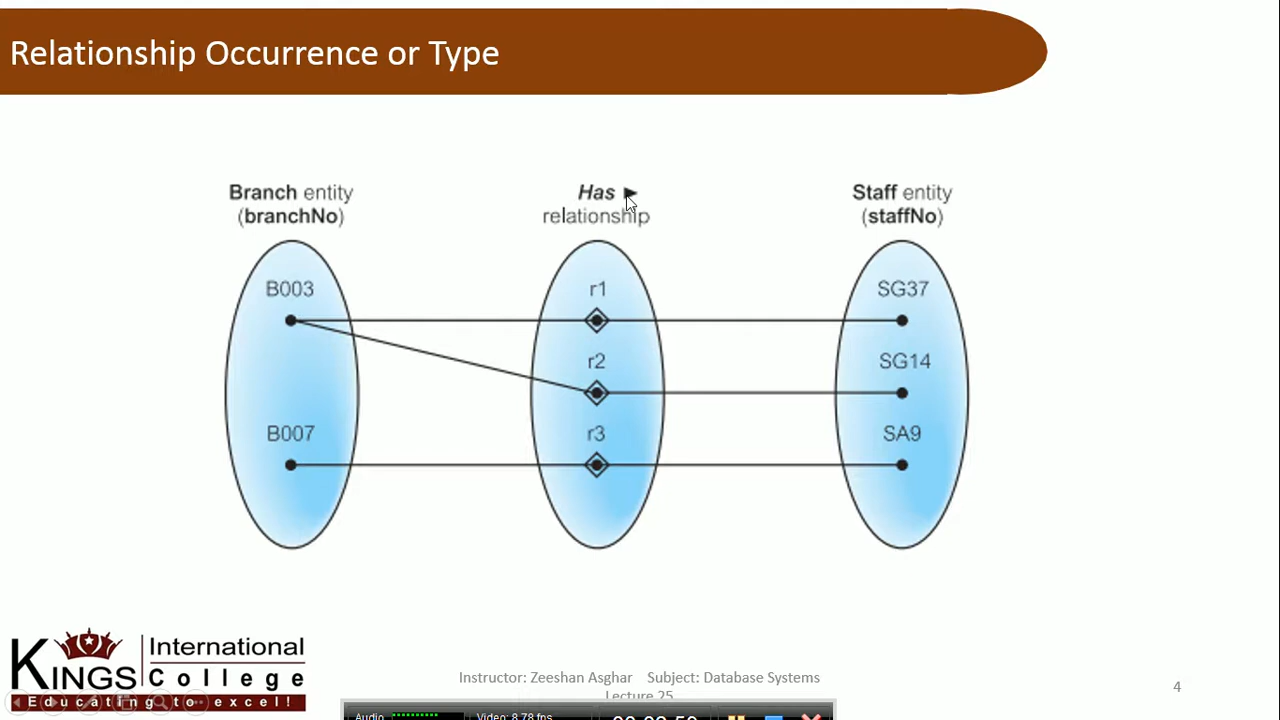 Relationship Occurrence or Type
Branch entity
(branchNo)
Has ►
relationship
Staff entity
(staffNo)
B003
r1
SG37
r2
SG14
B007
r3
SA9
KINGS
International
College
Educating to excel!
Instructor: Zeeshan Asghar Subject: Database Systems
Lecture 25
4
Audio
Video: 8.78 fps